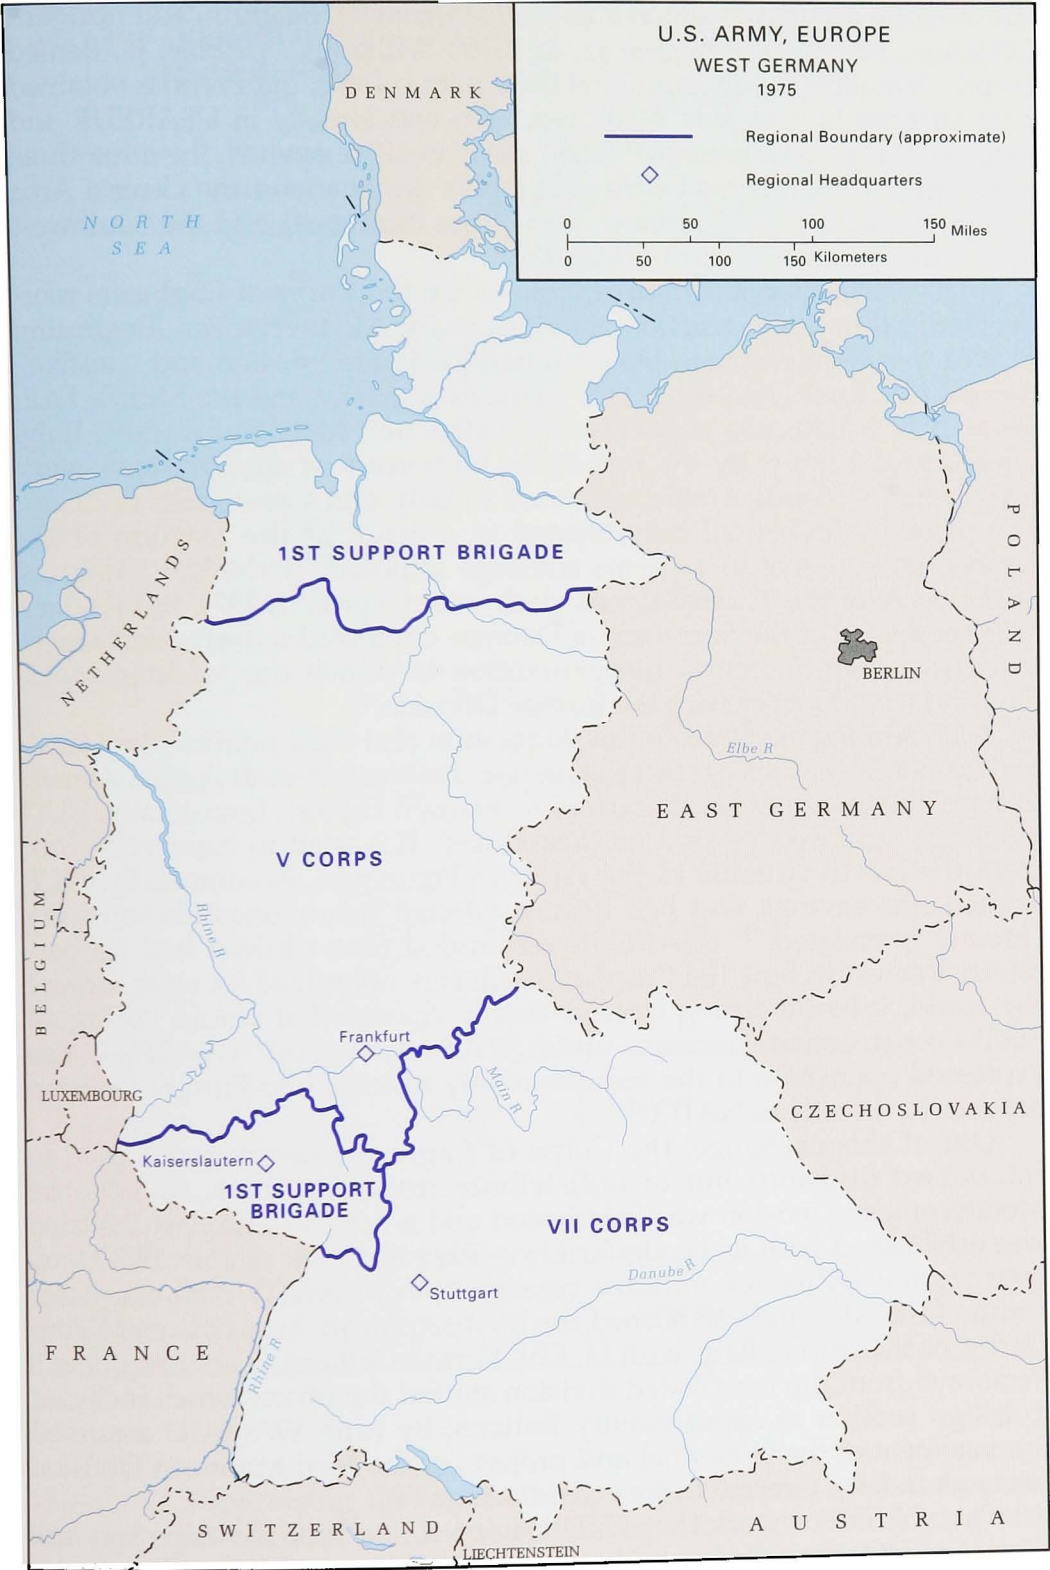 U.S. ARMY, EUROPE
WEST GERMANY
1975
Regional Boundary (approximate)
Regional Headquarters
0 50 100 150 Miles
0 50 100 150 Kilometers
DENMARK
NORTH
SEA
1ST SUPPORT BRIGADE
NETHERLANDS
POLAND
BERLIN
Elbe R
EAST GERMANY
V CORPS
BELGIUM
Rhine R
Frankfurt
LUXEMBOURG
Main R
CZECHOSLOVAKIA
Kaiserslautern
1ST SUPPORT
BRIGADE
VII CORPS
Danube R
Stuttgart
FRANCE
Rhine R
SWITZERLAND
AUSTRIA
LIECHTENSTEIN